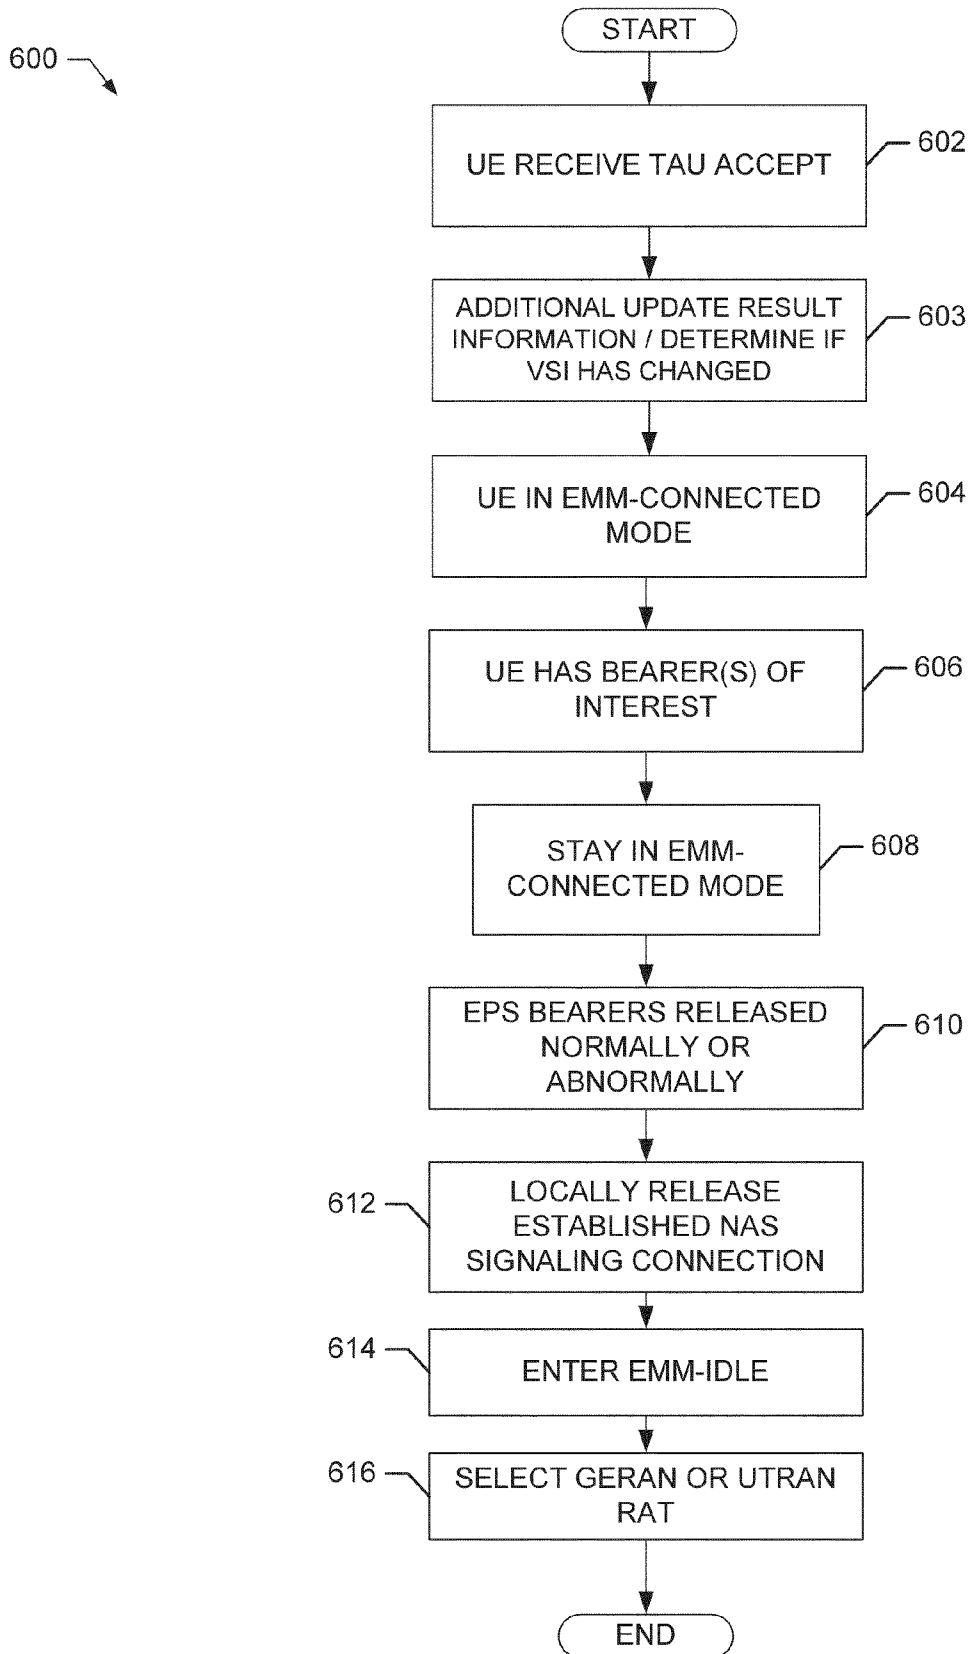 START
600
UE RECEIVE TAU ACCEPT
602
ADDITIONAL UPDATE RESULT
INFORMATION / DETERMINE IF
VSI HAS CHANGED
603
UE IN EMM-CONNECTED
MODE
604
UE HAS BEARER(S) OF
INTEREST
606
STAY IN EMM-
CONNECTED MODE
608
EPS BEARERS RELEASED
NORMALLY OR
ABNORMALLY
610
612
LOCALLY RELEASE
ESTABLISHED NAS
SIGNALING CONNECTION
614
ENTER EMM-IDLE
616
SELECT GERAN OR UTRAN
RAT
END